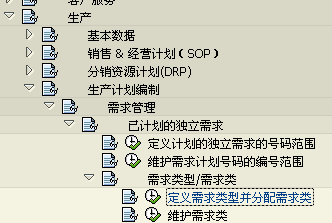 客户服务
生产
基本数据
销售 & 经营计划 (SOP)
分销资源计划(DRP)
生产计划编制
需求管理
已计划的独立需求
定义计划的独立需求的号码范围
维护需求计划号码的编号范围
需求类型/需求类
定义需求类型并分配需求类
维护需求类